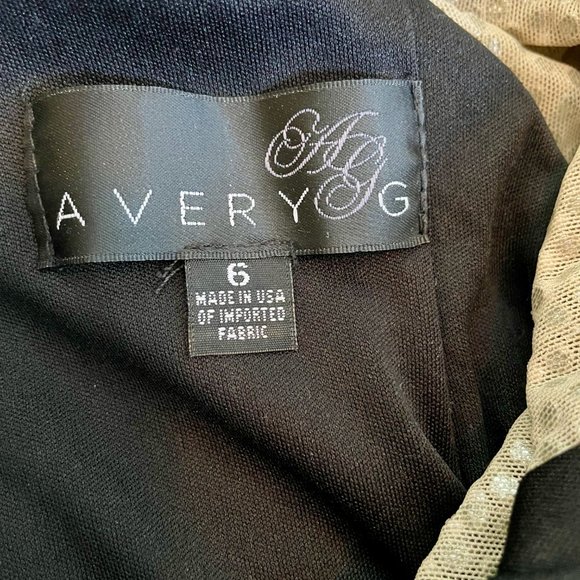 AG
AVERY G
6
MADE IN USA
OF IMPORTED
FABRIC